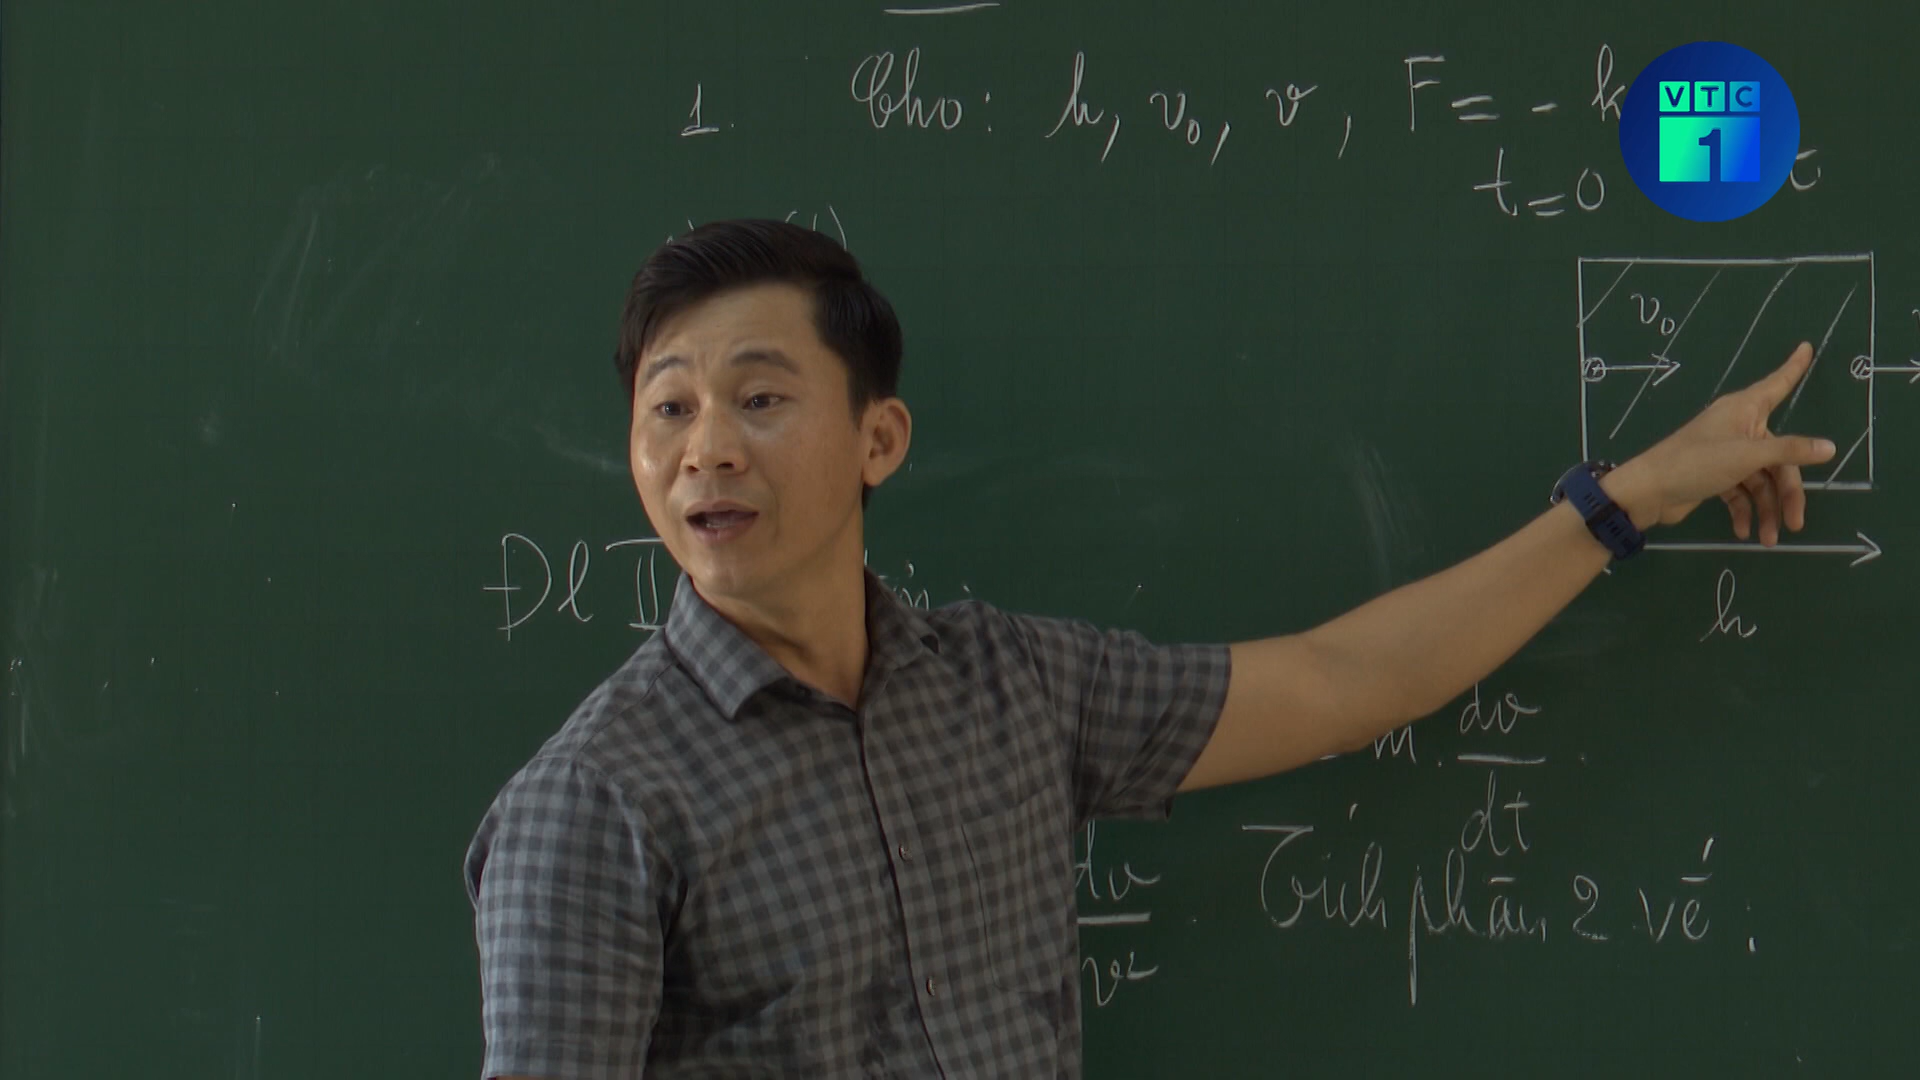 1. Cho: h, v₀, v, F = - k
t = 0
VTC
1
v₀
Đl II
h
m. dv/dt
dv/v² . Tích phân 2 vế: